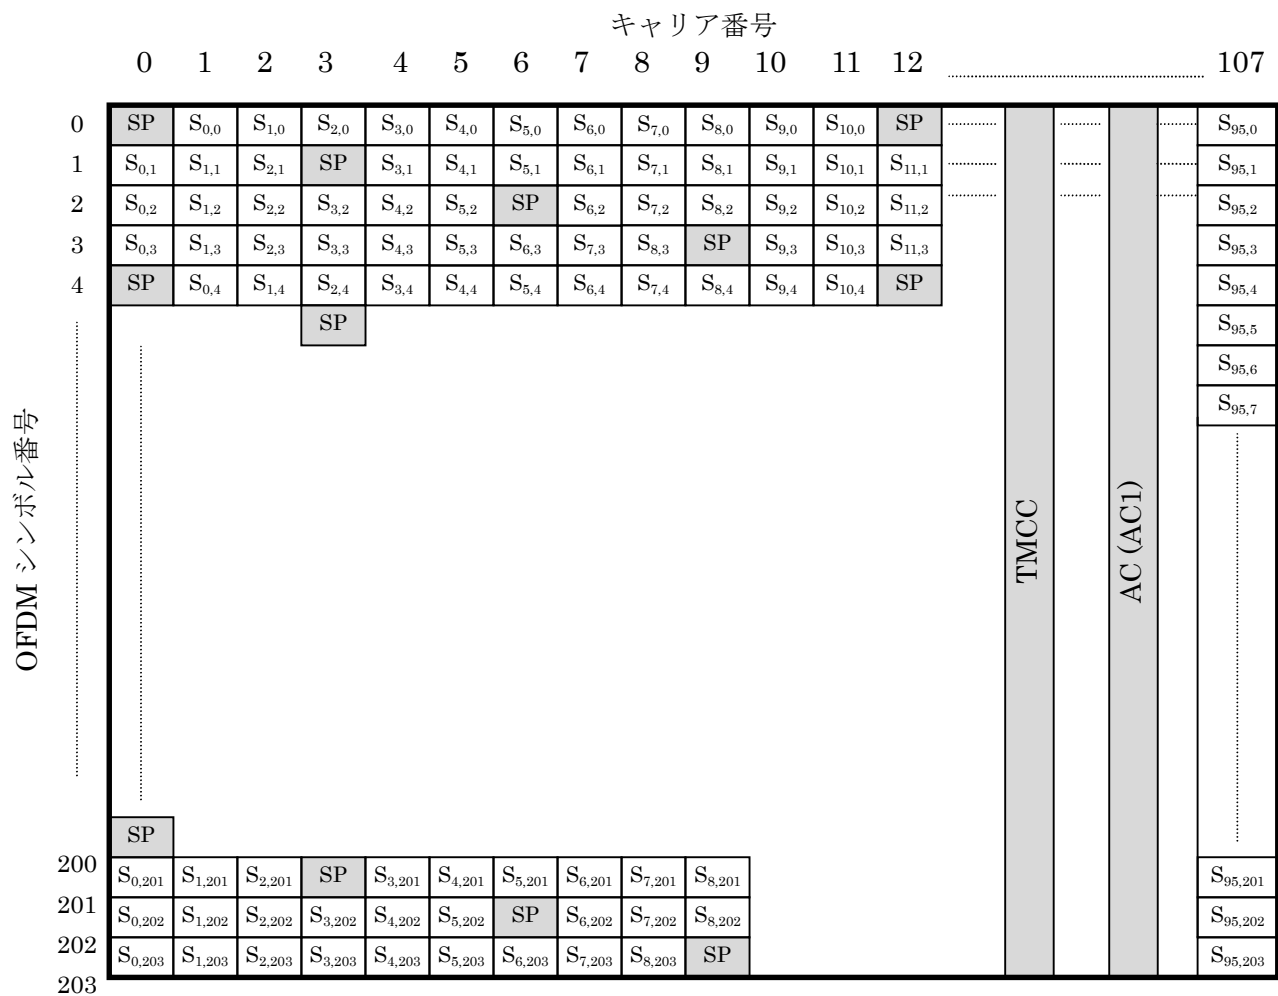 キャリア番号
0 1 2 3 4 5 6 7 8 9 10 11 12 107
0 SP S0,0 S1,0 S2,0 S3,0 S4,0 S5,0 S6,0 S7,0 S8,0 S9,0 S10,0 SP S95,0
1 S0,1 S1,1 S2,1 SP S3,1 S4,1 S5,1 S6,1 S7,1 S8,1 S9,1 S10,1 S11,1 S95,1
2 S0,2 S1,2 S2,2 S3,2 S4,2 S5,2 SP S6,2 S7,2 S8,2 S9,2 S10,2 S11,2 S95,2
3 S0,3 S1,3 S2,3 S3,3 S4,3 S5,3 S6,3 S7,3 S8,3 SP S9,3 S10,3 S11,3 S95,3
4 SP S0,4 S1,4 S2,4 S3,4 S4,4 S5,4 S6,4 S7,4 S8,4 S9,4 S10,4 SP S95,4
SP S95,5
S95,6
S95,7
OFDM シンボル番号
TMCC
AC (AC1)
SP
200
S0,201 S1,201 S2,201 SP S3,201 S4,201 S5,201 S6,201 S7,201 S8,201 S95,201
201
S0,202 S1,202 S2,202 S3,202 S4,202 S5,202 SP S6,202 S7,202 S8,202 S95,202
202
S0,203 S1,203 S2,203 S3,203 S4,203 S5,203 S6,203 S7,203 S8,203 SP S95,203
203